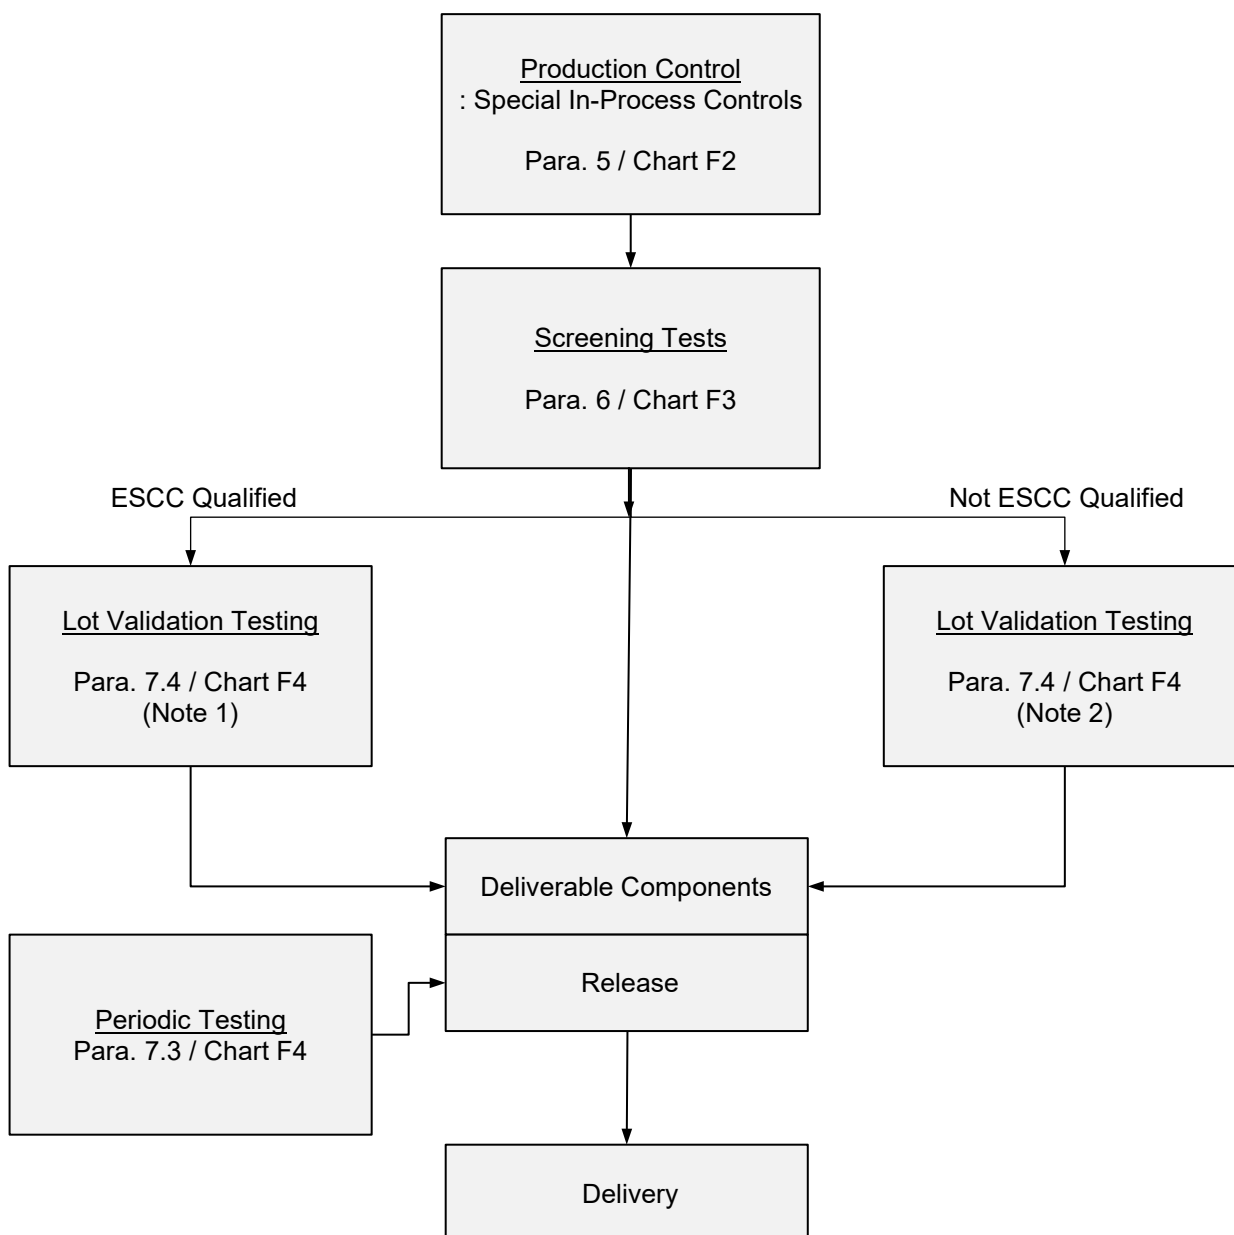 Production Control
: Special In-Process Controls
Para. 5 / Chart F2
Screening Tests
Para. 6 / Chart F3
ESCC Qualified
Not ESCC Qualified
Lot Validation Testing
Para. 7.4 / Chart F4
(Note 1)
Lot Validation Testing
Para. 7.4 / Chart F4
(Note 2)
Deliverable Components
Release
Periodic Testing
Para. 7.3 / Chart F4
Delivery